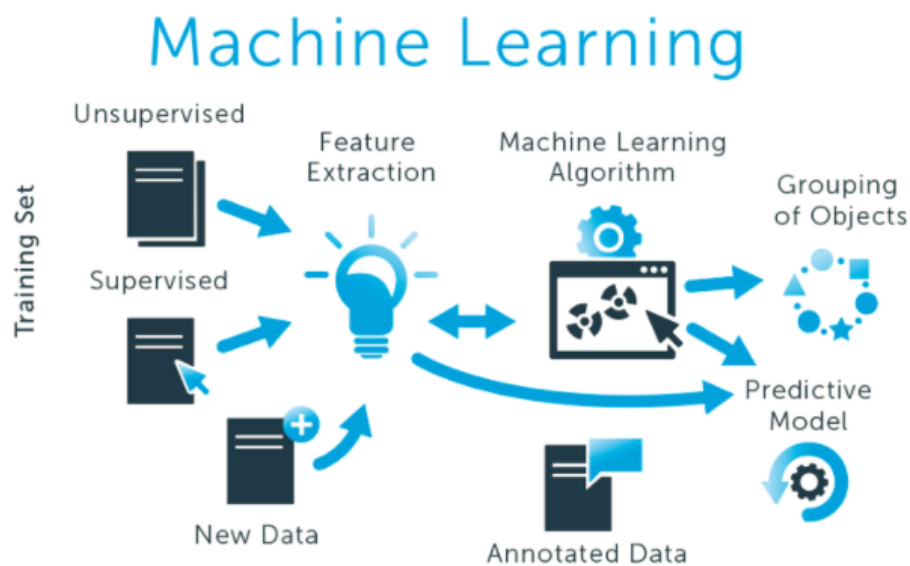 Machine Learning
Training Set
Unsupervised
Supervised
New Data
Feature
Extraction
Machine Learning
Algorithm
Grouping
of Objects
Predictive
Model
Annotated Data